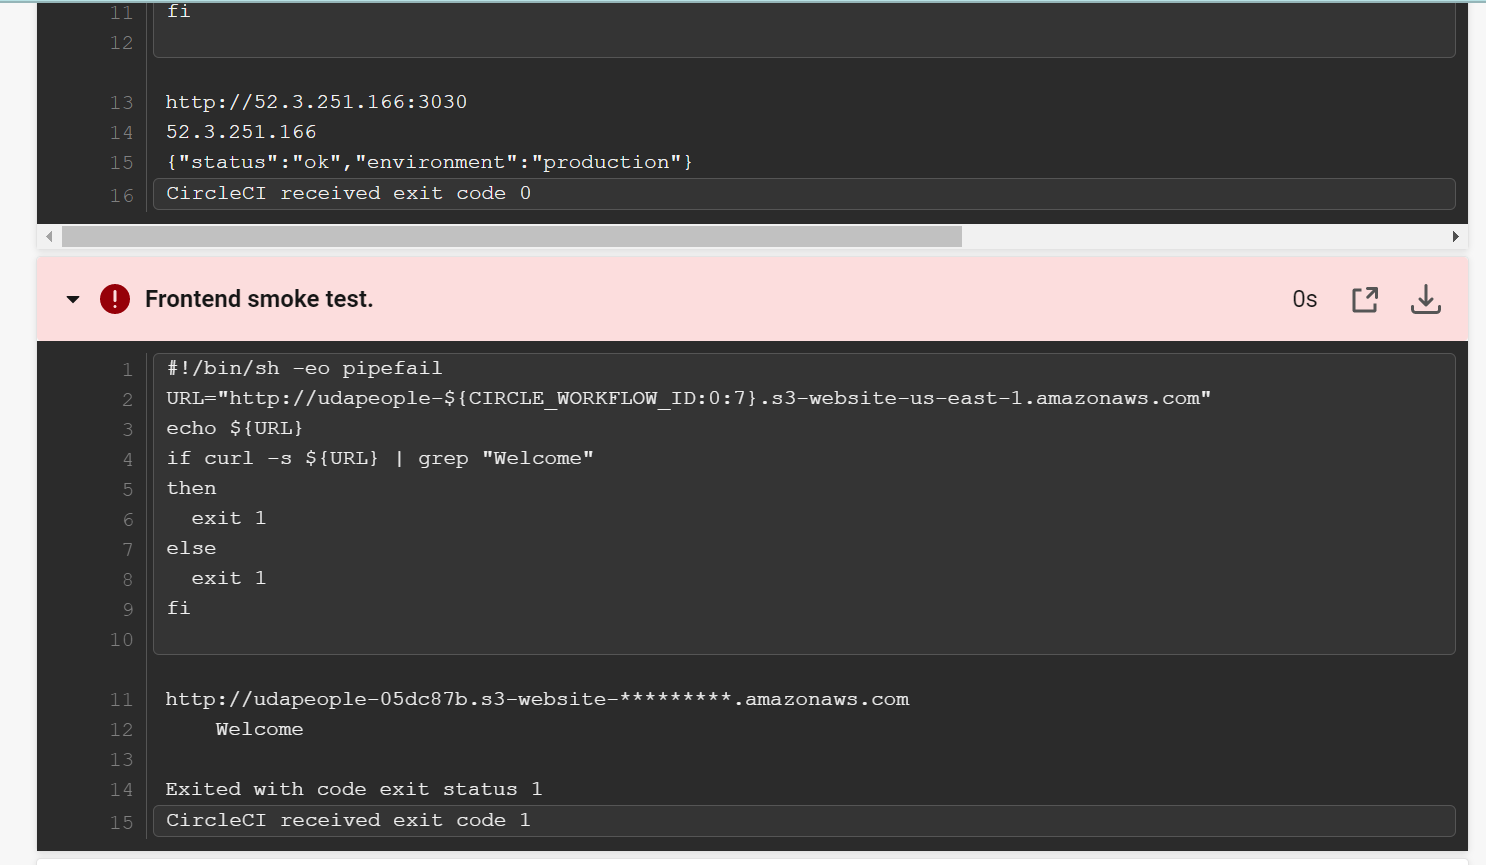 11 fi
12
13 http://52.3.251.166:3030
14 52.3.251.166
15 {"status":"ok","environment":"production"}
16 CircleCI received exit code 0
Frontend smoke test. 0s
1 #!/bin/sh -eo pipefail
2 URL="http://udapeople-${CIRCLE_WORKFLOW_ID:0:7}.s3-website-us-east-1.amazonaws.com"
3 echo ${URL}
4 if curl -s ${URL} | grep "Welcome"
5 then
6   exit 1
7 else
8   exit 1
9 fi
10
11 http://udapeople-05dc87b.s3-website-*********.amazonaws.com
12     Welcome
13
14 Exited with code exit status 1
15 CircleCI received exit code 1